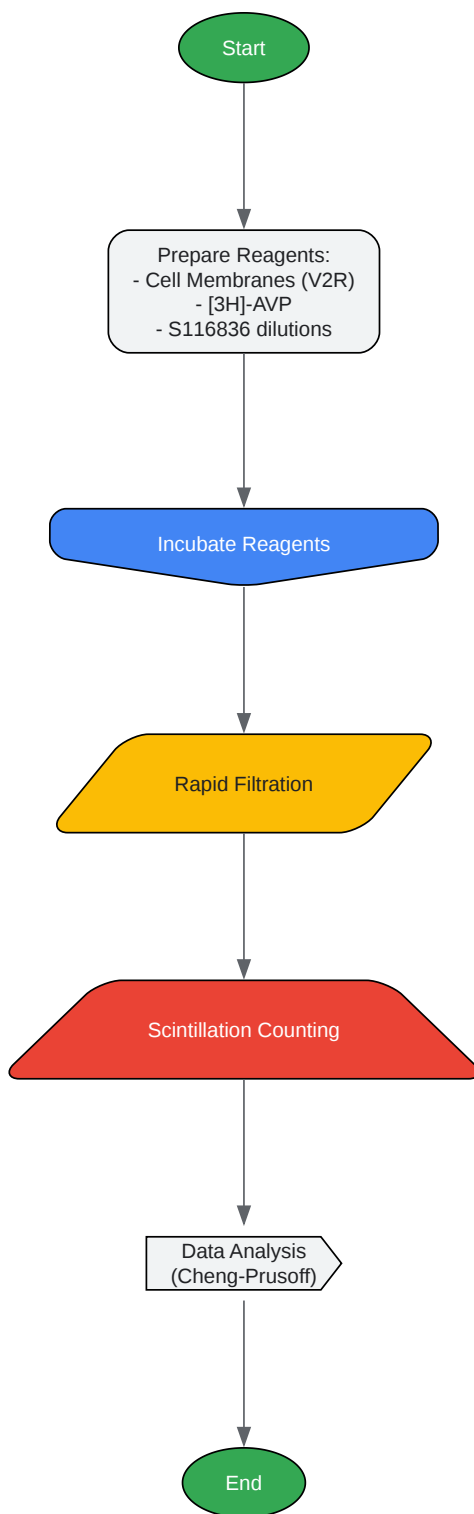 Start
Prepare Reagents:
- Cell Membranes (V2R)
- [3H]-AVP
- S116836 dilutions
Incubate Reagents
Rapid Filtration
Scintillation Counting
Data Analysis
(Cheng-Prusoff)
End